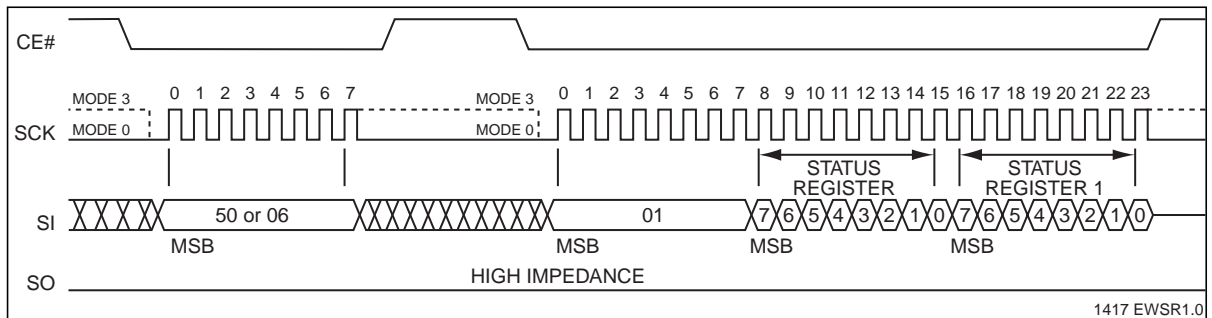 CE#
0 1 2 3 4 5 6 7 0 1 2 3 4 5 6 7 8 9 10 11 12 13 14 15 16 17 18 19 20 21 22 23
MODE 3 MODE 3
SCK MODE 0 MODE 0
STATUS STATUS
REGISTER REGISTER 1
SI 50 or 06 01 7 6 5 4 3 2 1 0 7 6 5 4 3 2 1 0
MSB MSB MSB MSB
HIGH IMPEDANCE
SO
1417 EWSR1.0